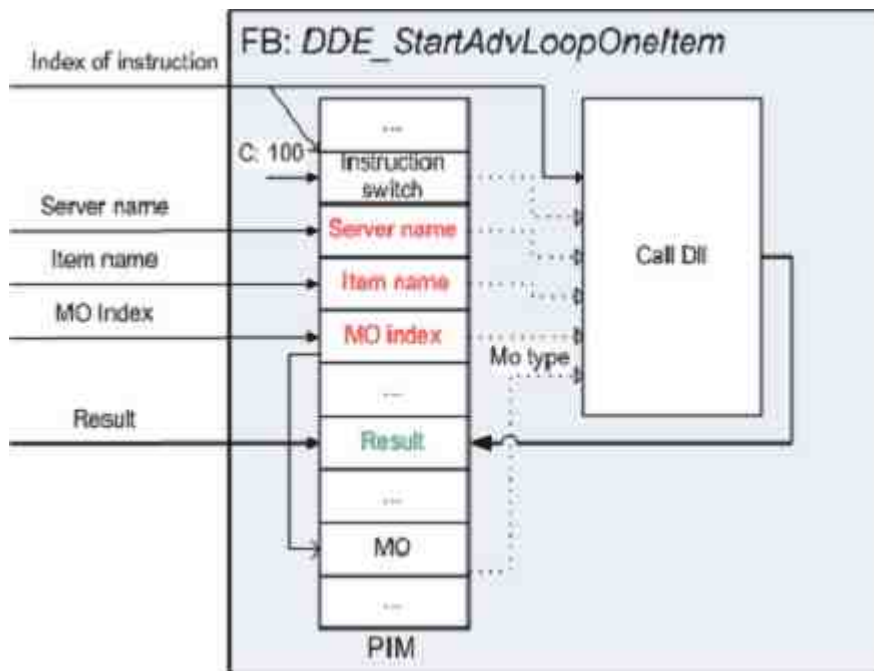 FB: DDE_StartAdvLoopOneItem
Index of instruction
...
C: 100
Instruction
switch
Server name
Server name
Item name
Item name
MO Index
MO index
Call Dll
Mo type
...
Result
Result
...
MO
...
PIM